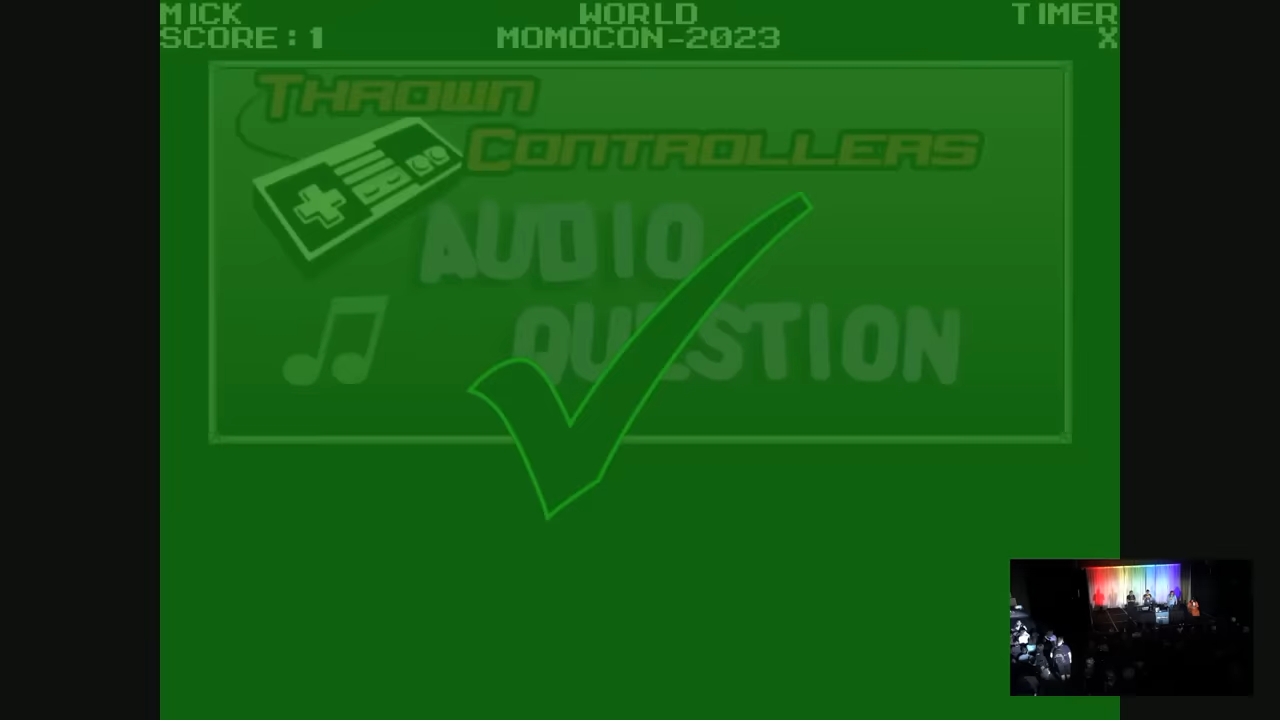 MICK WORLD TIMER
SCORE:1 MOMOCON-2023 X
THROWN
CONTROLLERS
AUDIO
QUESTION